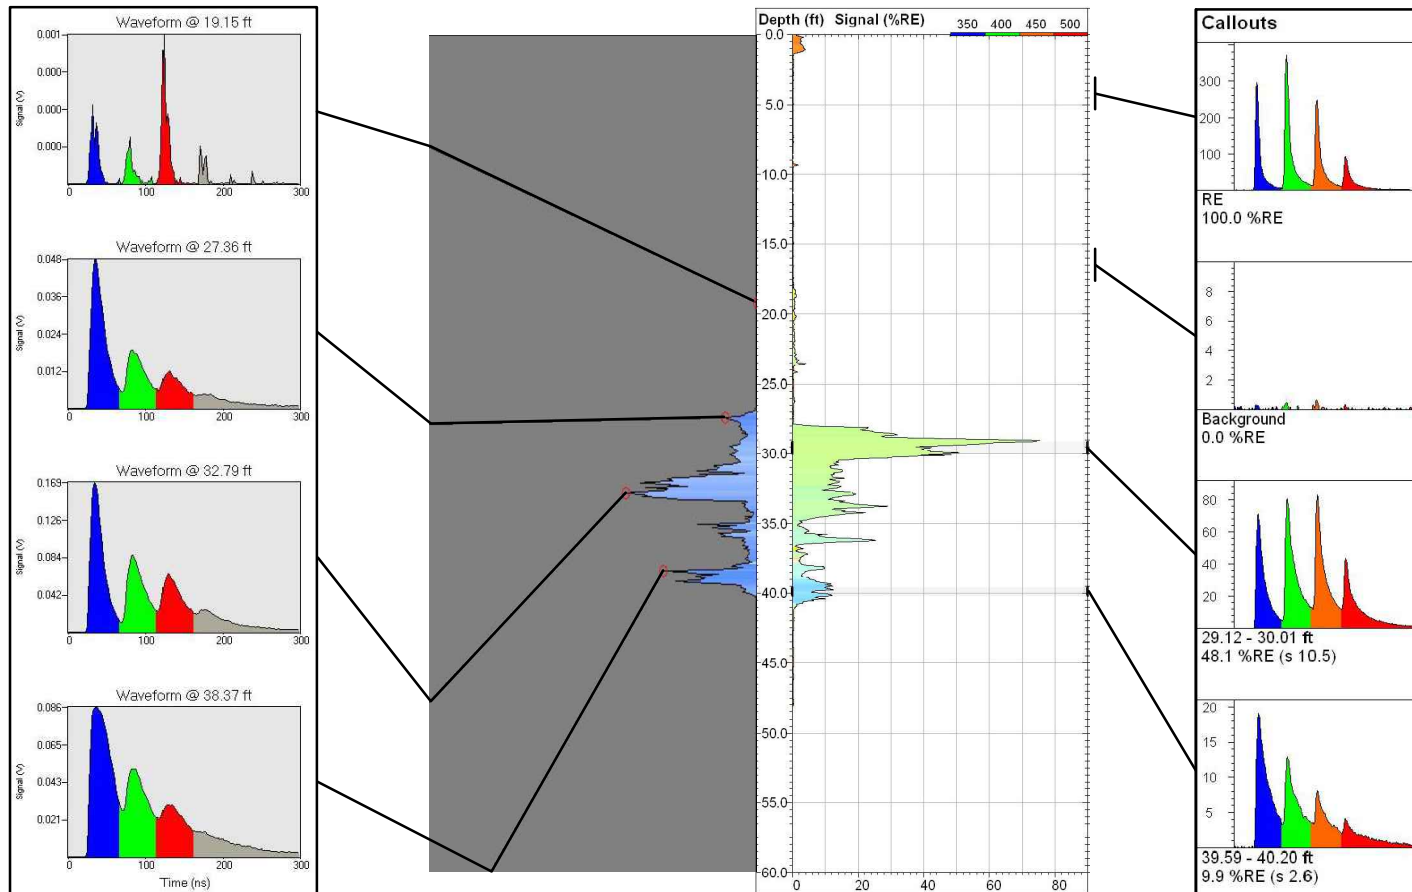 Waveform @ 19.15 ft
0.001
0.000
0.000
0.000
Signal (V)
0 100 200 300
Waveform @ 27.36 ft
0.048
0.036
0.024
0.012
Signal (V)
0 100 200 300
Waveform @ 32.79 ft
0.169
0.126
0.084
0.042
Signal (V)
0 100 200 300
Waveform @ 38.37 ft
0.086
0.065
0.043
0.021
Signal (V)
0 100 200 300
Time (ns)
Depth (ft) Signal (%RE) 350 400 450 500
0.0
5.0
10.0
15.0
20.0
25.0
30.0
35.0
40.0
45.0
50.0
55.0
60.0
0 20 40 60 80
Callouts
300
200
100
RE
100.0 %RE
8
6
4
2
Background
0.0 %RE
80
60
40
20
29.12 - 30.01 ft
48.1 %RE (s 10.5)
20
15
10
5
39.59 - 40.20 ft
9.9 %RE (s 2.6)